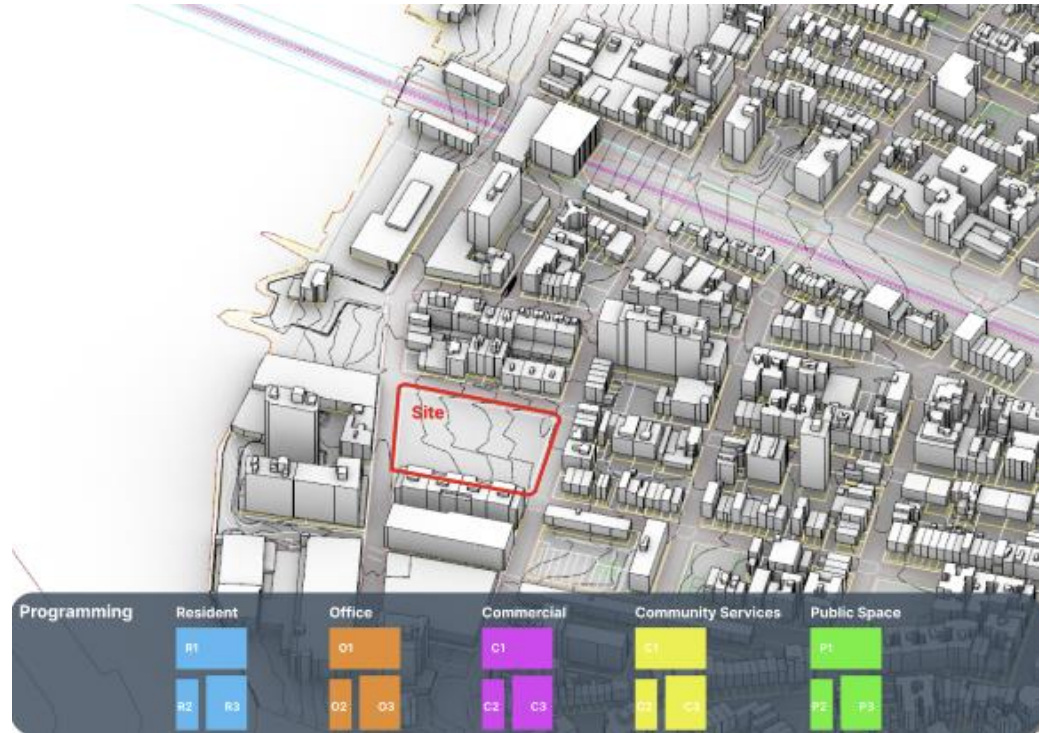 Site
Programming
Resident
Office
Commercial
Community Services
Public Space
R1
O1
C1
C1
P1
R2 R3
O2 O3
C2 C3
C2 C3
P2 P3